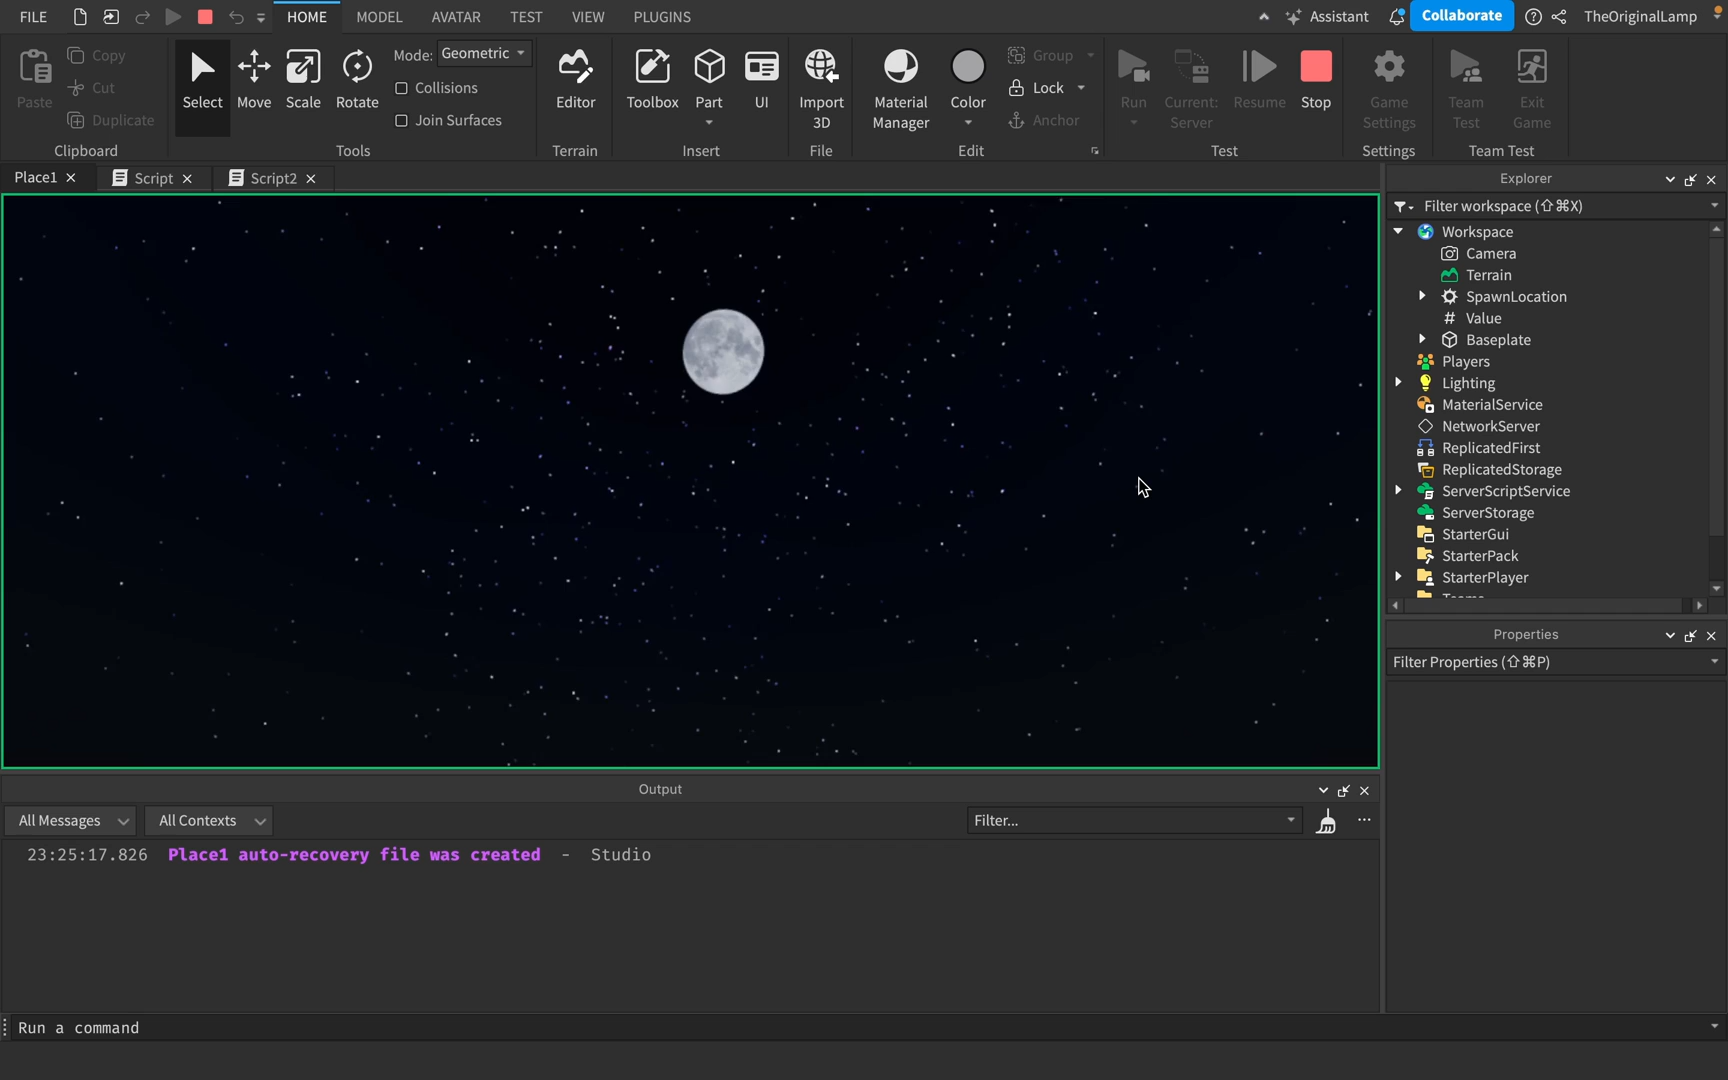 FILE HOME MODEL AVATAR TEST VIEW PLUGINS Assistant Collaborate TheOriginalLamp
Paste Copy Cut Duplicate
Clipboard
Select Move Scale Rotate Mode: Geometric
Collisions
Join Surfaces
Tools
Editor
Terrain
Toolbox Part UI
Insert
Import
3D
File
Material
Manager
Color
Group
Lock
Anchor
Edit
Run Current:
Server
Resume Stop
Test
Game
Settings
Settings
Team
Test
Exit
Game
Team Test
Place1 Script Script2
Explorer
Filter workspace (⇧⌘X)
Workspace
Camera
Terrain
SpawnLocation
# Value
Baseplate
Players
Lighting
MaterialService
NetworkServer
ReplicatedFirst
ReplicatedStorage
ServerScriptService
ServerStorage
StarterGui
StarterPack
StarterPlayer
Properties
Filter Properties (⇧⌘P)
Output
All Messages All Contexts Filter...
23:25:17.826 Place1 auto-recovery file was created - Studio
Run a command